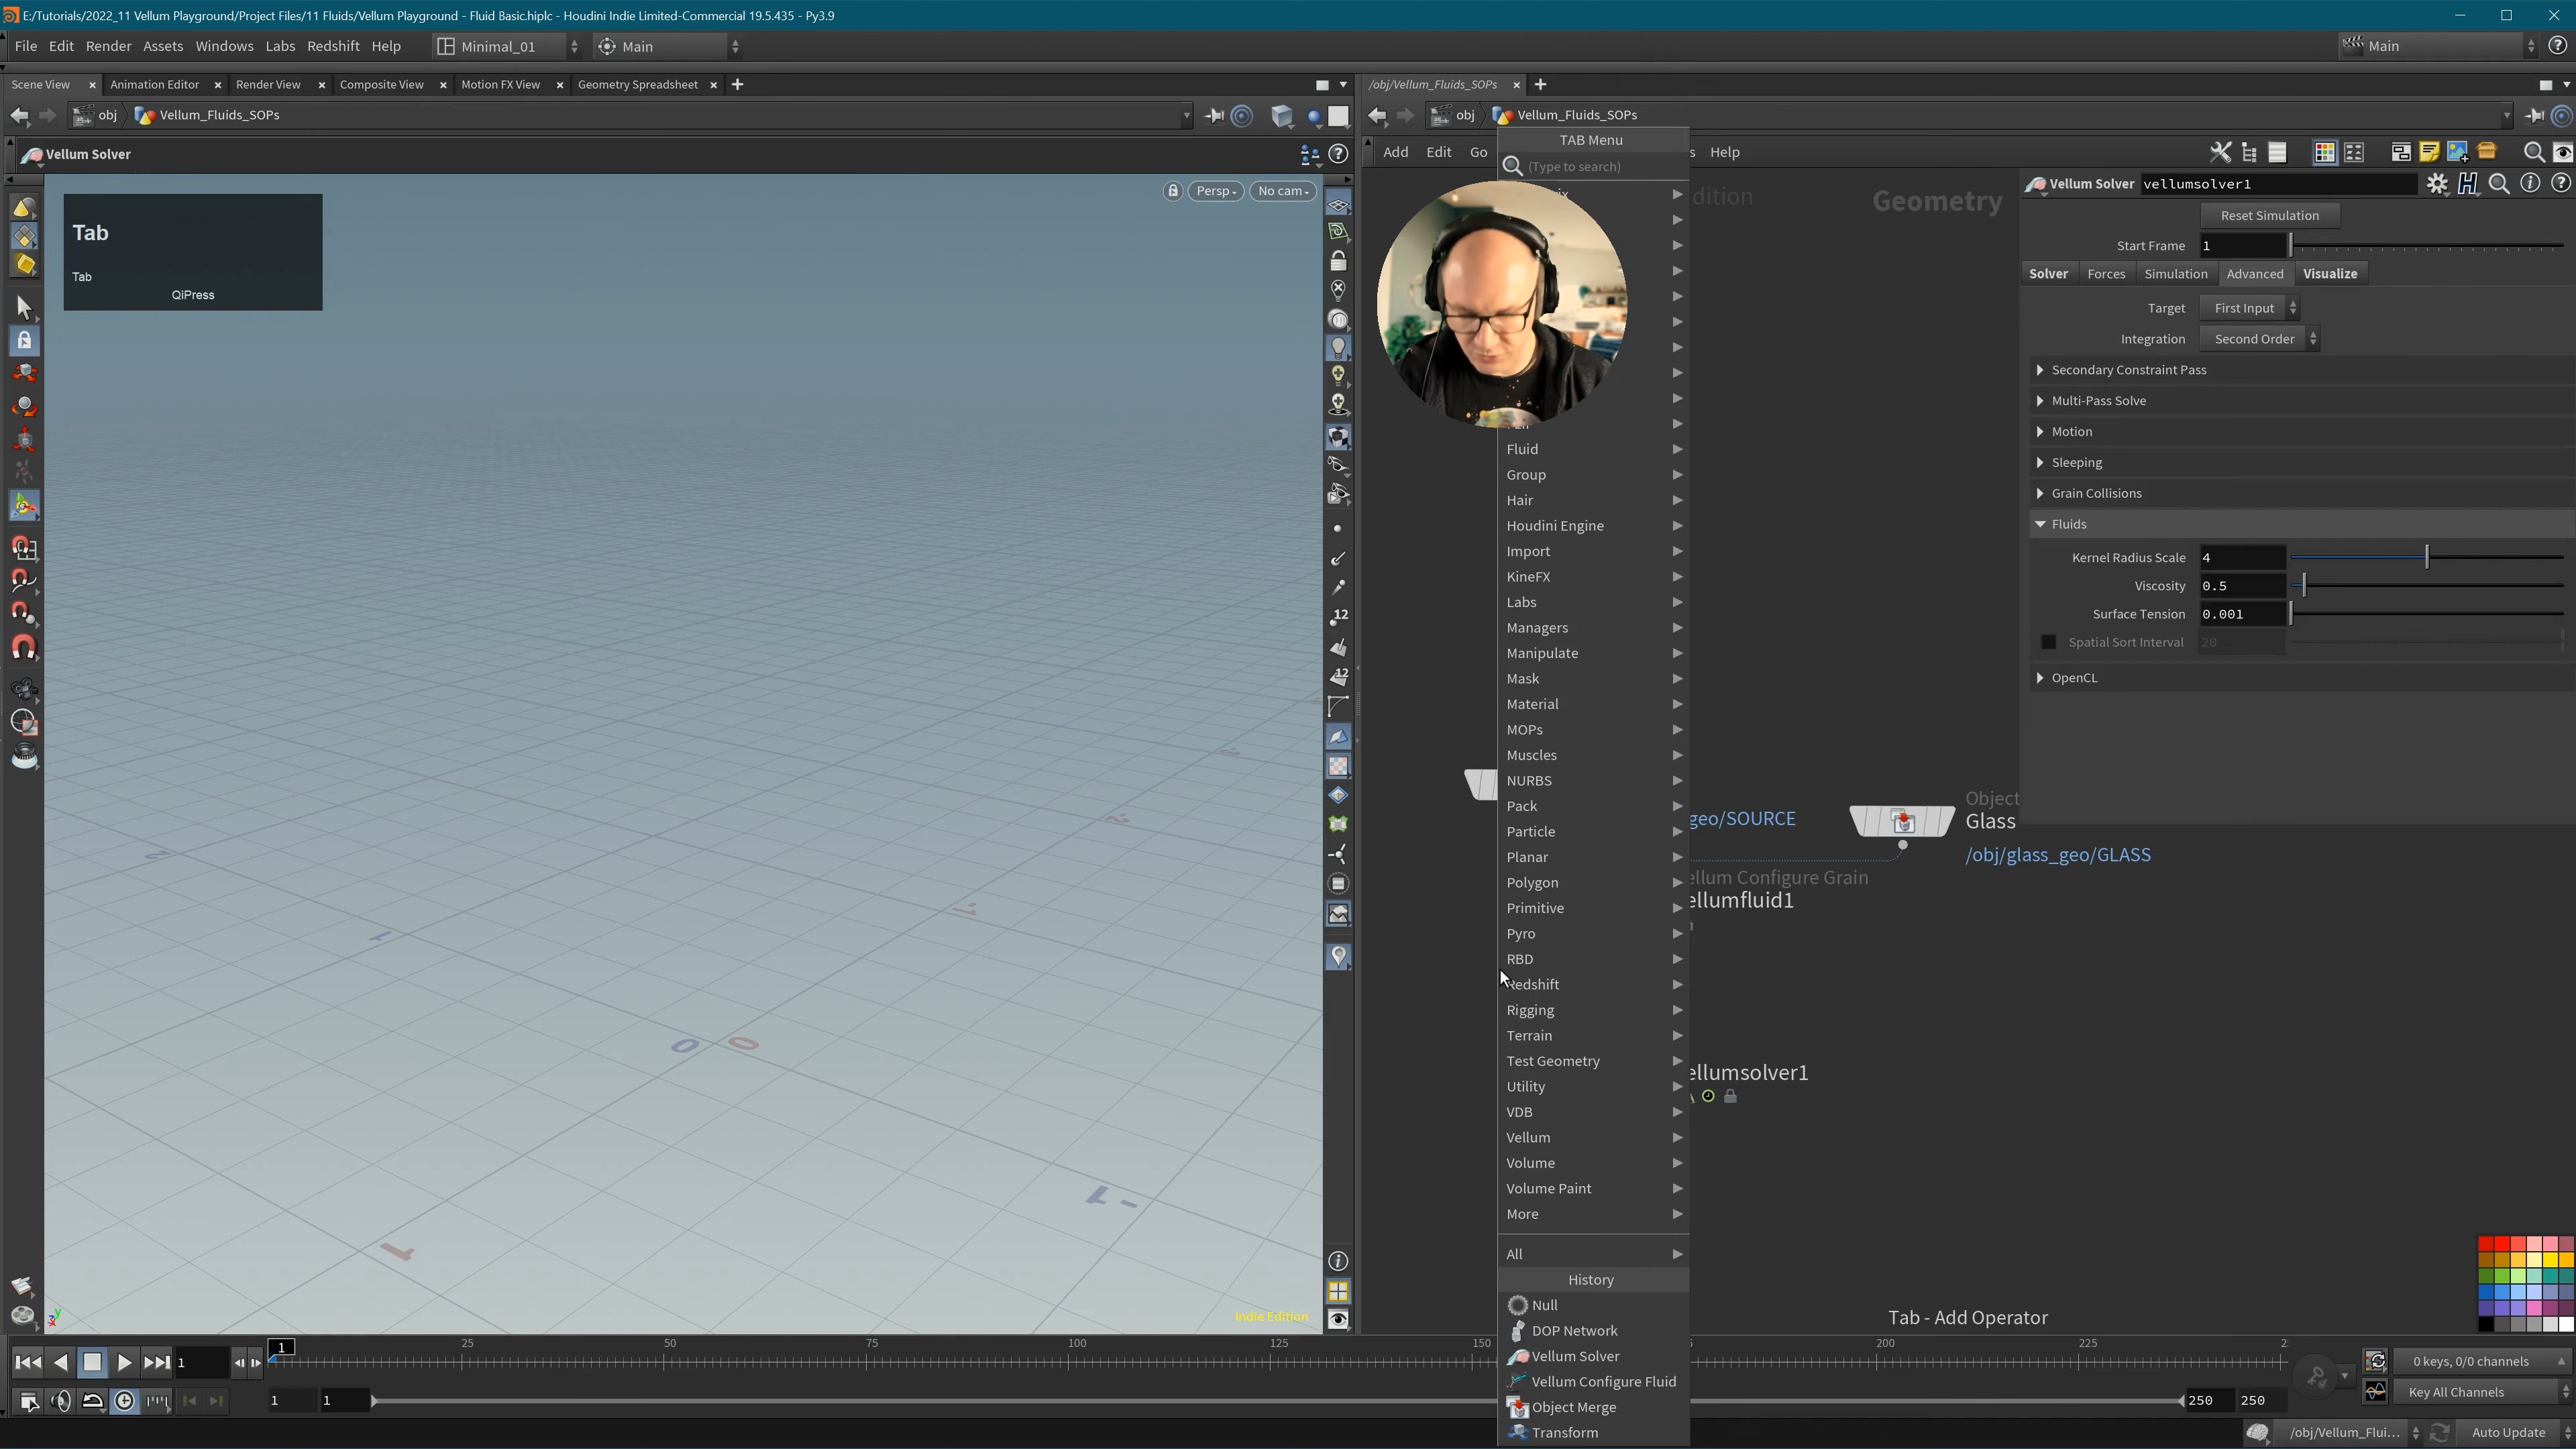 E:/Tutorials/2022_11 Vellum Playground/Project Files/11 Fluids/Vellum Playground - Fluid Basic.hiplc - Houdini Indie Limited-Commercial 19.5.435 - Py3.9
File Edit Render Assets Windows Labs Redshift Help Minimal_01 Main Main
Scene View Animation Editor Render View Composite View Motion FX View Geometry Spreadsheet
/obj/Vellum_Fluids_SOPs
obj Vellum_Fluids_SOPs
obj Vellum_Fluids_SOPs
Vellum Solver
Add Edit Go s Help
Persp No cam
Tab
Tab
QiPress
Indie Edition
TAB Menu
(Type to search)
Fluid
Group
Hair
Houdini Engine
Import
KineFX
Labs
Managers
Manipulate
Mask
Material
MOPs
Muscles
NURBS
Pack
Particle
Planar
Polygon
Primitive
Pyro
RBD
Redshift
Rigging
Terrain
Test Geometry
Utility
VDB
Vellum
Volume
Volume Paint
More
All
History
Null
DOP Network
Vellum Solver
Vellum Configure Fluid
Object Merge
Transform
dition
Geometry
geo/SOURCE
Object
Glass
/obj/glass_geo/GLASS
ellum Configure Grain
ellumfluid1
ellumsolver1
Tab - Add Operator
Vellum Solver vellumsolver1
Reset Simulation
Start Frame 1
Solver Forces Simulation Advanced Visualize
Target First Input
Integration Second Order
Secondary Constraint Pass
Multi-Pass Solve
Motion
Sleeping
Grain Collisions
Fluids
Kernel Radius Scale 4
Viscosity 0.5
Surface Tension 0.001
Spatial Sort Interval 20
OpenCL
1 1 25 50 75 100 125 150 200 225
1 1 250 250
0 keys, 0/0 channels
Key All Channels
/obj/Vellum_Flui... Auto Update